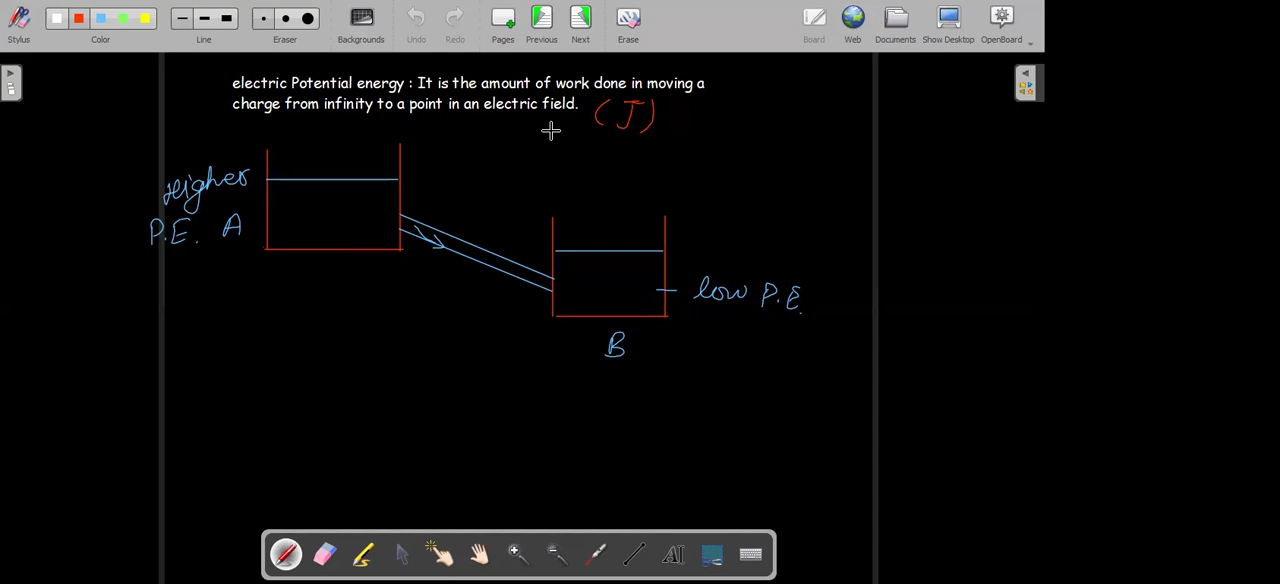 Stylus
Color
Line
Eraser
Backgrounds
Undo
Redo
Pages
Previous
Next
Erase
Board
Web
Documents
Show Desktop
OpenBoard
electric Potential energy : It is the amount of work done in moving a
charge from infinity to a point in an electric field.
(J)
Higher
P.E. A
low P.E.
B
AI